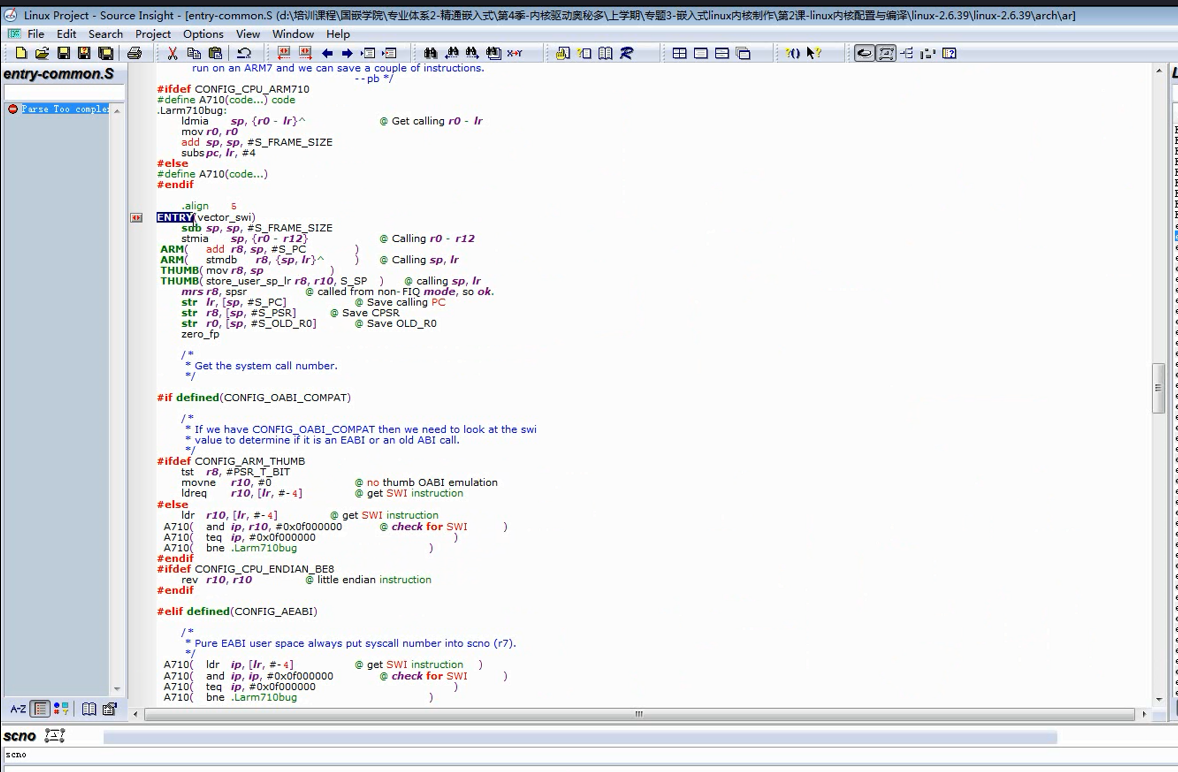 Linux Project - Source Insight - [entry-common.S (d:\培训课程\国嵌学院\专业体系2-精通嵌入式\第4季-内核驱动奥秘多\上学期\专题3-嵌入式linux内核制作\第2课-linux内核配置与编译\linux-2.6.39\linux-2.6.39\arch\ar]
File Edit Search Project Options View Window Help
entry-common.S
Parse Too comple
run on an ARM7 and we can save a couple of instructions.
--pb */
#ifdef CONFIG_CPU_ARM710
#define A710(code...) code
.Larm710bug:
ldmia sp, {r0 - lr}^ @ Get calling r0 - lr
mov r0, r0
add sp, sp, #S_FRAME_SIZE
subs pc, lr, #4
#else
#define A710(code...)
#endif
.align 5
ENTRY(vector_swi)
sub sp, sp, #S_FRAME_SIZE
stmia sp, {r0 - r12} @ Calling r0 - r12
ARM( add r8, sp, #S_PC )
ARM( stmdb r8, {sp, lr}^ ) @ Calling sp, lr
THUMB( mov r8, sp )
THUMB( store_user_sp_lr r8, r10, S_SP ) @ calling sp, lr
mrs r8, spsr @ called from non-FIQ mode, so ok.
str lr, [sp, #S_PC] @ Save calling PC
str r8, [sp, #S_PSR] @ Save CPSR
str r0, [sp, #S_OLD_R0] @ Save OLD_R0
zero_fp
/*
* Get the system call number.
*/
#if defined(CONFIG_OABI_COMPAT)
/*
* If we have CONFIG_OABI_COMPAT then we need to look at the swi
* value to determine if it is an EABI or an old ABI call.
*/
#ifdef CONFIG_ARM_THUMB
tst r8, #PSR_T_BIT
movne r10, #0 @ no thumb OABI emulation
ldreq r10, [lr, #-4] @ get SWI instruction
#else
ldr r10, [lr, #-4] @ get SWI instruction
A710( and ip, r10, #0x0f000000 @ check for SWI )
A710( teq ip, #0x0f000000 )
A710( bne .Larm710bug )
#endif
#ifdef CONFIG_CPU_ENDIAN_BE8
rev r10, r10 @ little endian instruction
#endif
#elif defined(CONFIG_AEABI)
/*
* Pure EABI user space always put syscall number into scno (r7).
*/
A710( ldr ip, [lr, #-4] @ get SWI instruction )
A710( and ip, ip, #0x0f000000 @ check for SWI )
A710( teq ip, #0x0f000000 )
A710( bne .Larm710bug )
A-Z
scno
scno